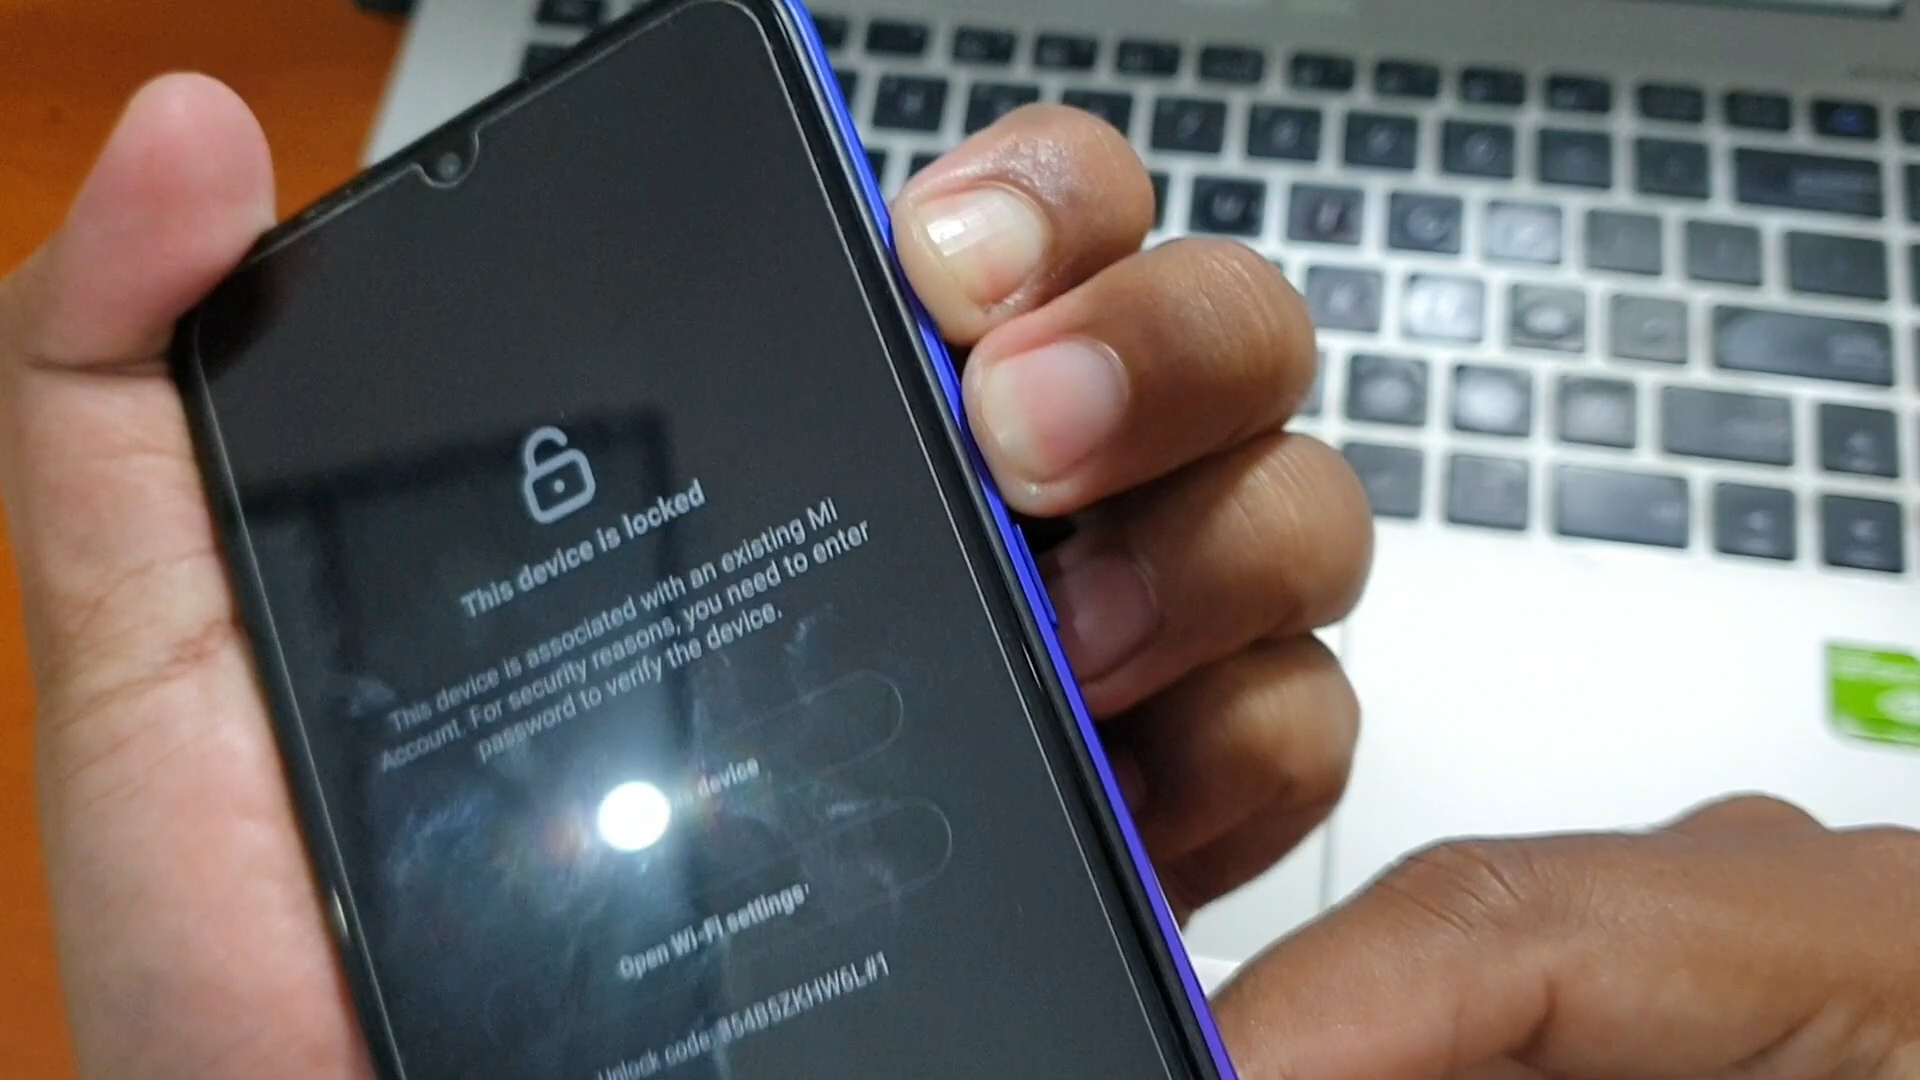 This device is locked
This device is associated with an existing Mi
Account. For security reasons, you need to enter
password to verify the device.
device
Open Wi-Fi settings
Unlock code: